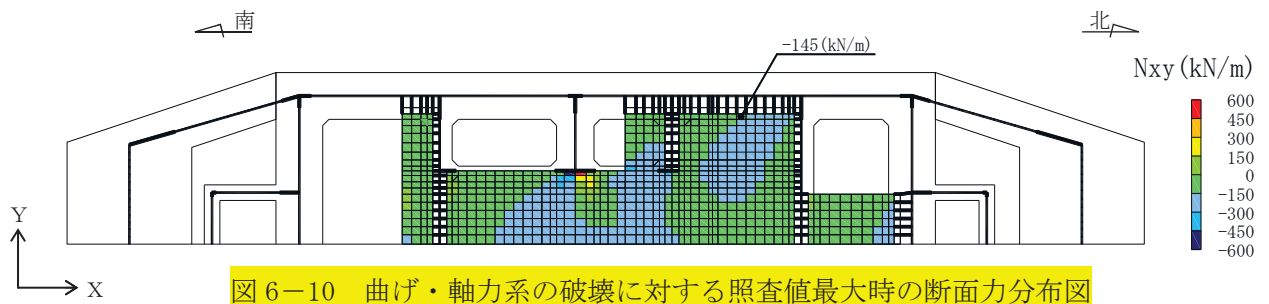 南
北
-145(kN/m)
Nxy(kN/m)
600
450
300
150
0
-150
-300
-450
-600
Y
X
図 6-10 曲げ・軸力系の破壊に対する照査値最大時の断面力分布図